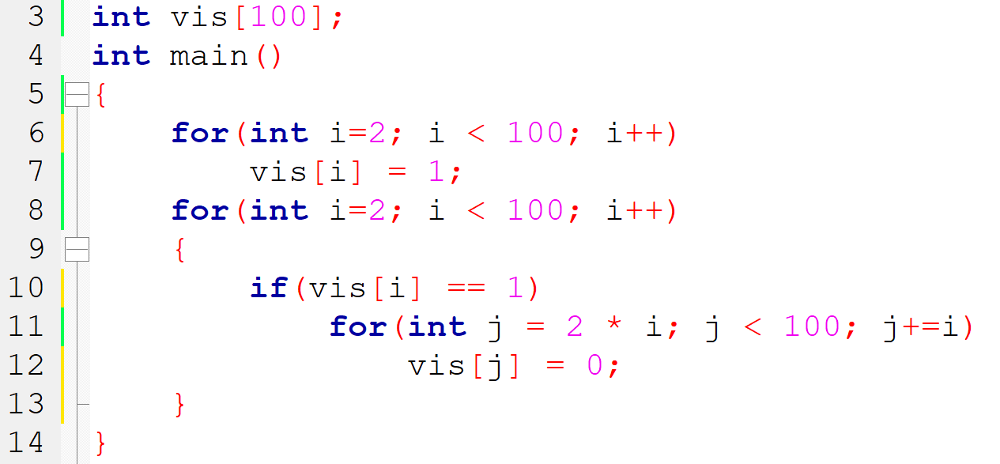 3 int vis[100];
4 int main()
5 {
6 for(int i=2; i < 100; i++)
7 vis[i] = 1;
8 for(int i=2; i < 100; i++)
9 {
10 if(vis[i] == 1)
11 for(int j = 2 * i; j < 100; j+=i)
12 vis[j] = 0;
13 }
14 }